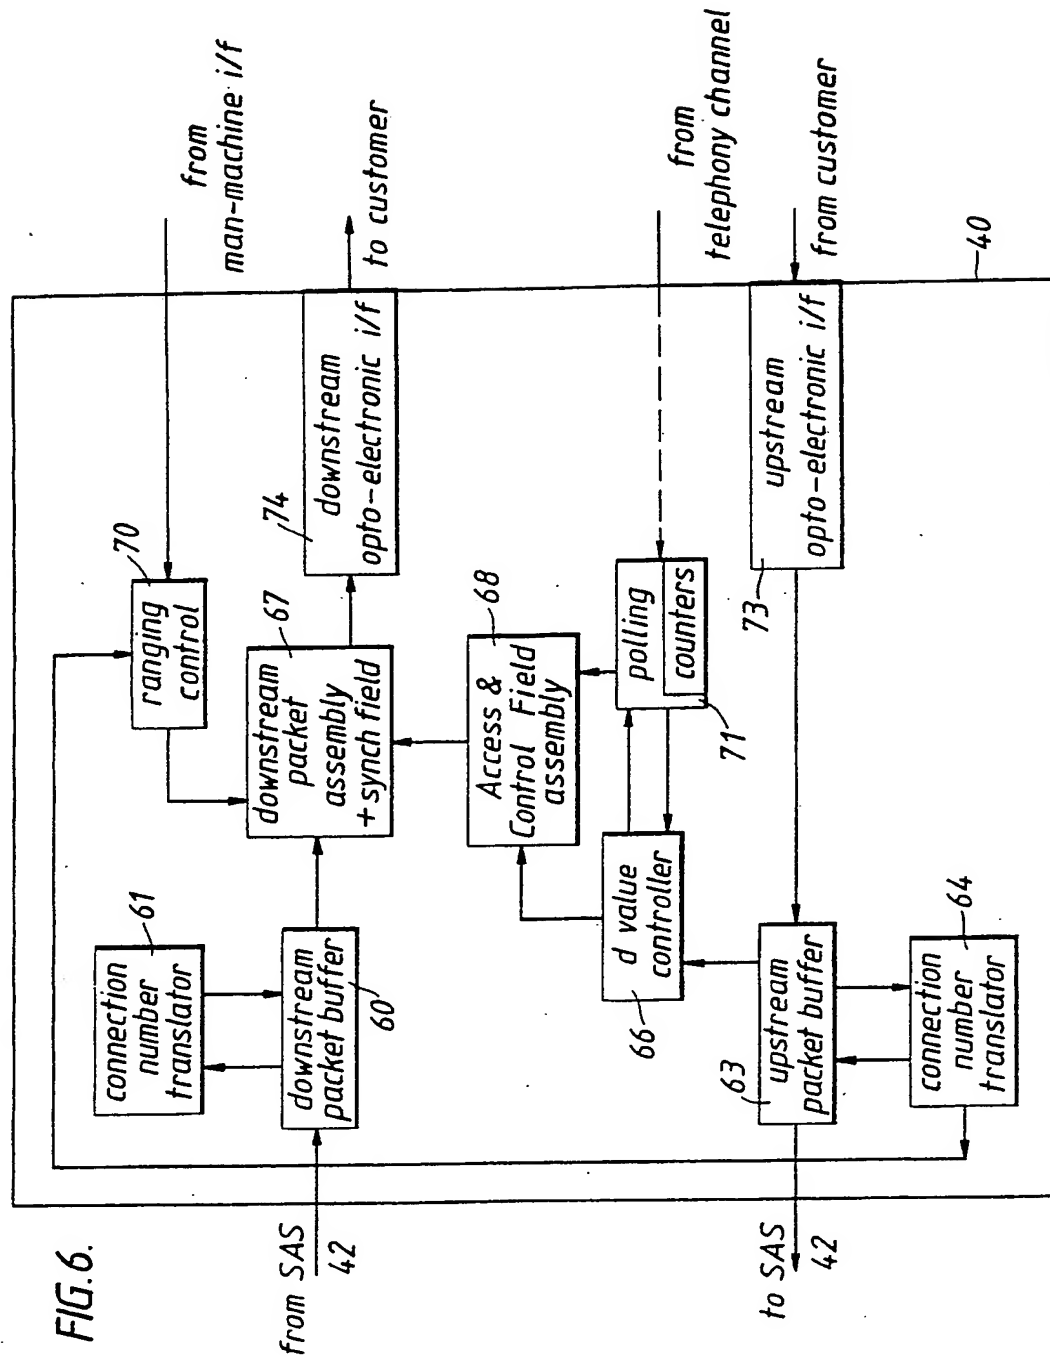 FIG.6.
from SAS
42
connection
number
translator
61
downstream
packet buffer
60
ranging
control
70
from
man-machine i/f
downstream
packet
assembly
+synch field
67
downstream
opto-electronic i/f
74
to customer
Access &
Control Field
assembly
68
d value
controller
66
polling
counters
71
from
telephony channel
to SAS
42
upstream
packet buffer
63
connection
number
translator
64
upstream
opto-electronic i/f
73
from customer
40